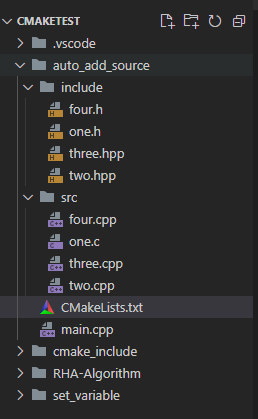 CMAKETEST
.vscode
auto_add_source
include
four.h
one.h
three.hpp
two.hpp
src
four.cpp
one.c
three.cpp
two.cpp
CMakeLists.txt
main.cpp
cmake_include
RHA-Algorithm
set_variable